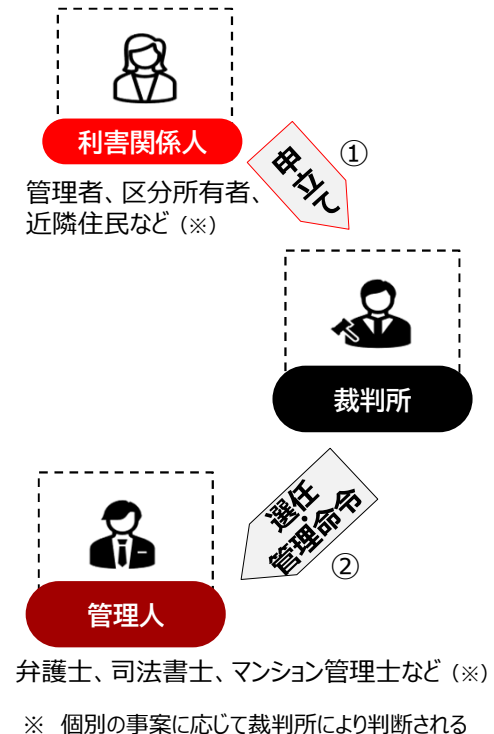 利害関係人
申立て
①
管理者、区分所有者、
近隣住民など（※）
裁判所
選任・
管理命令
②
管理人
弁護士、司法書士、マンション管理士など（※）
※　個別の事案に応じて裁判所により判断される